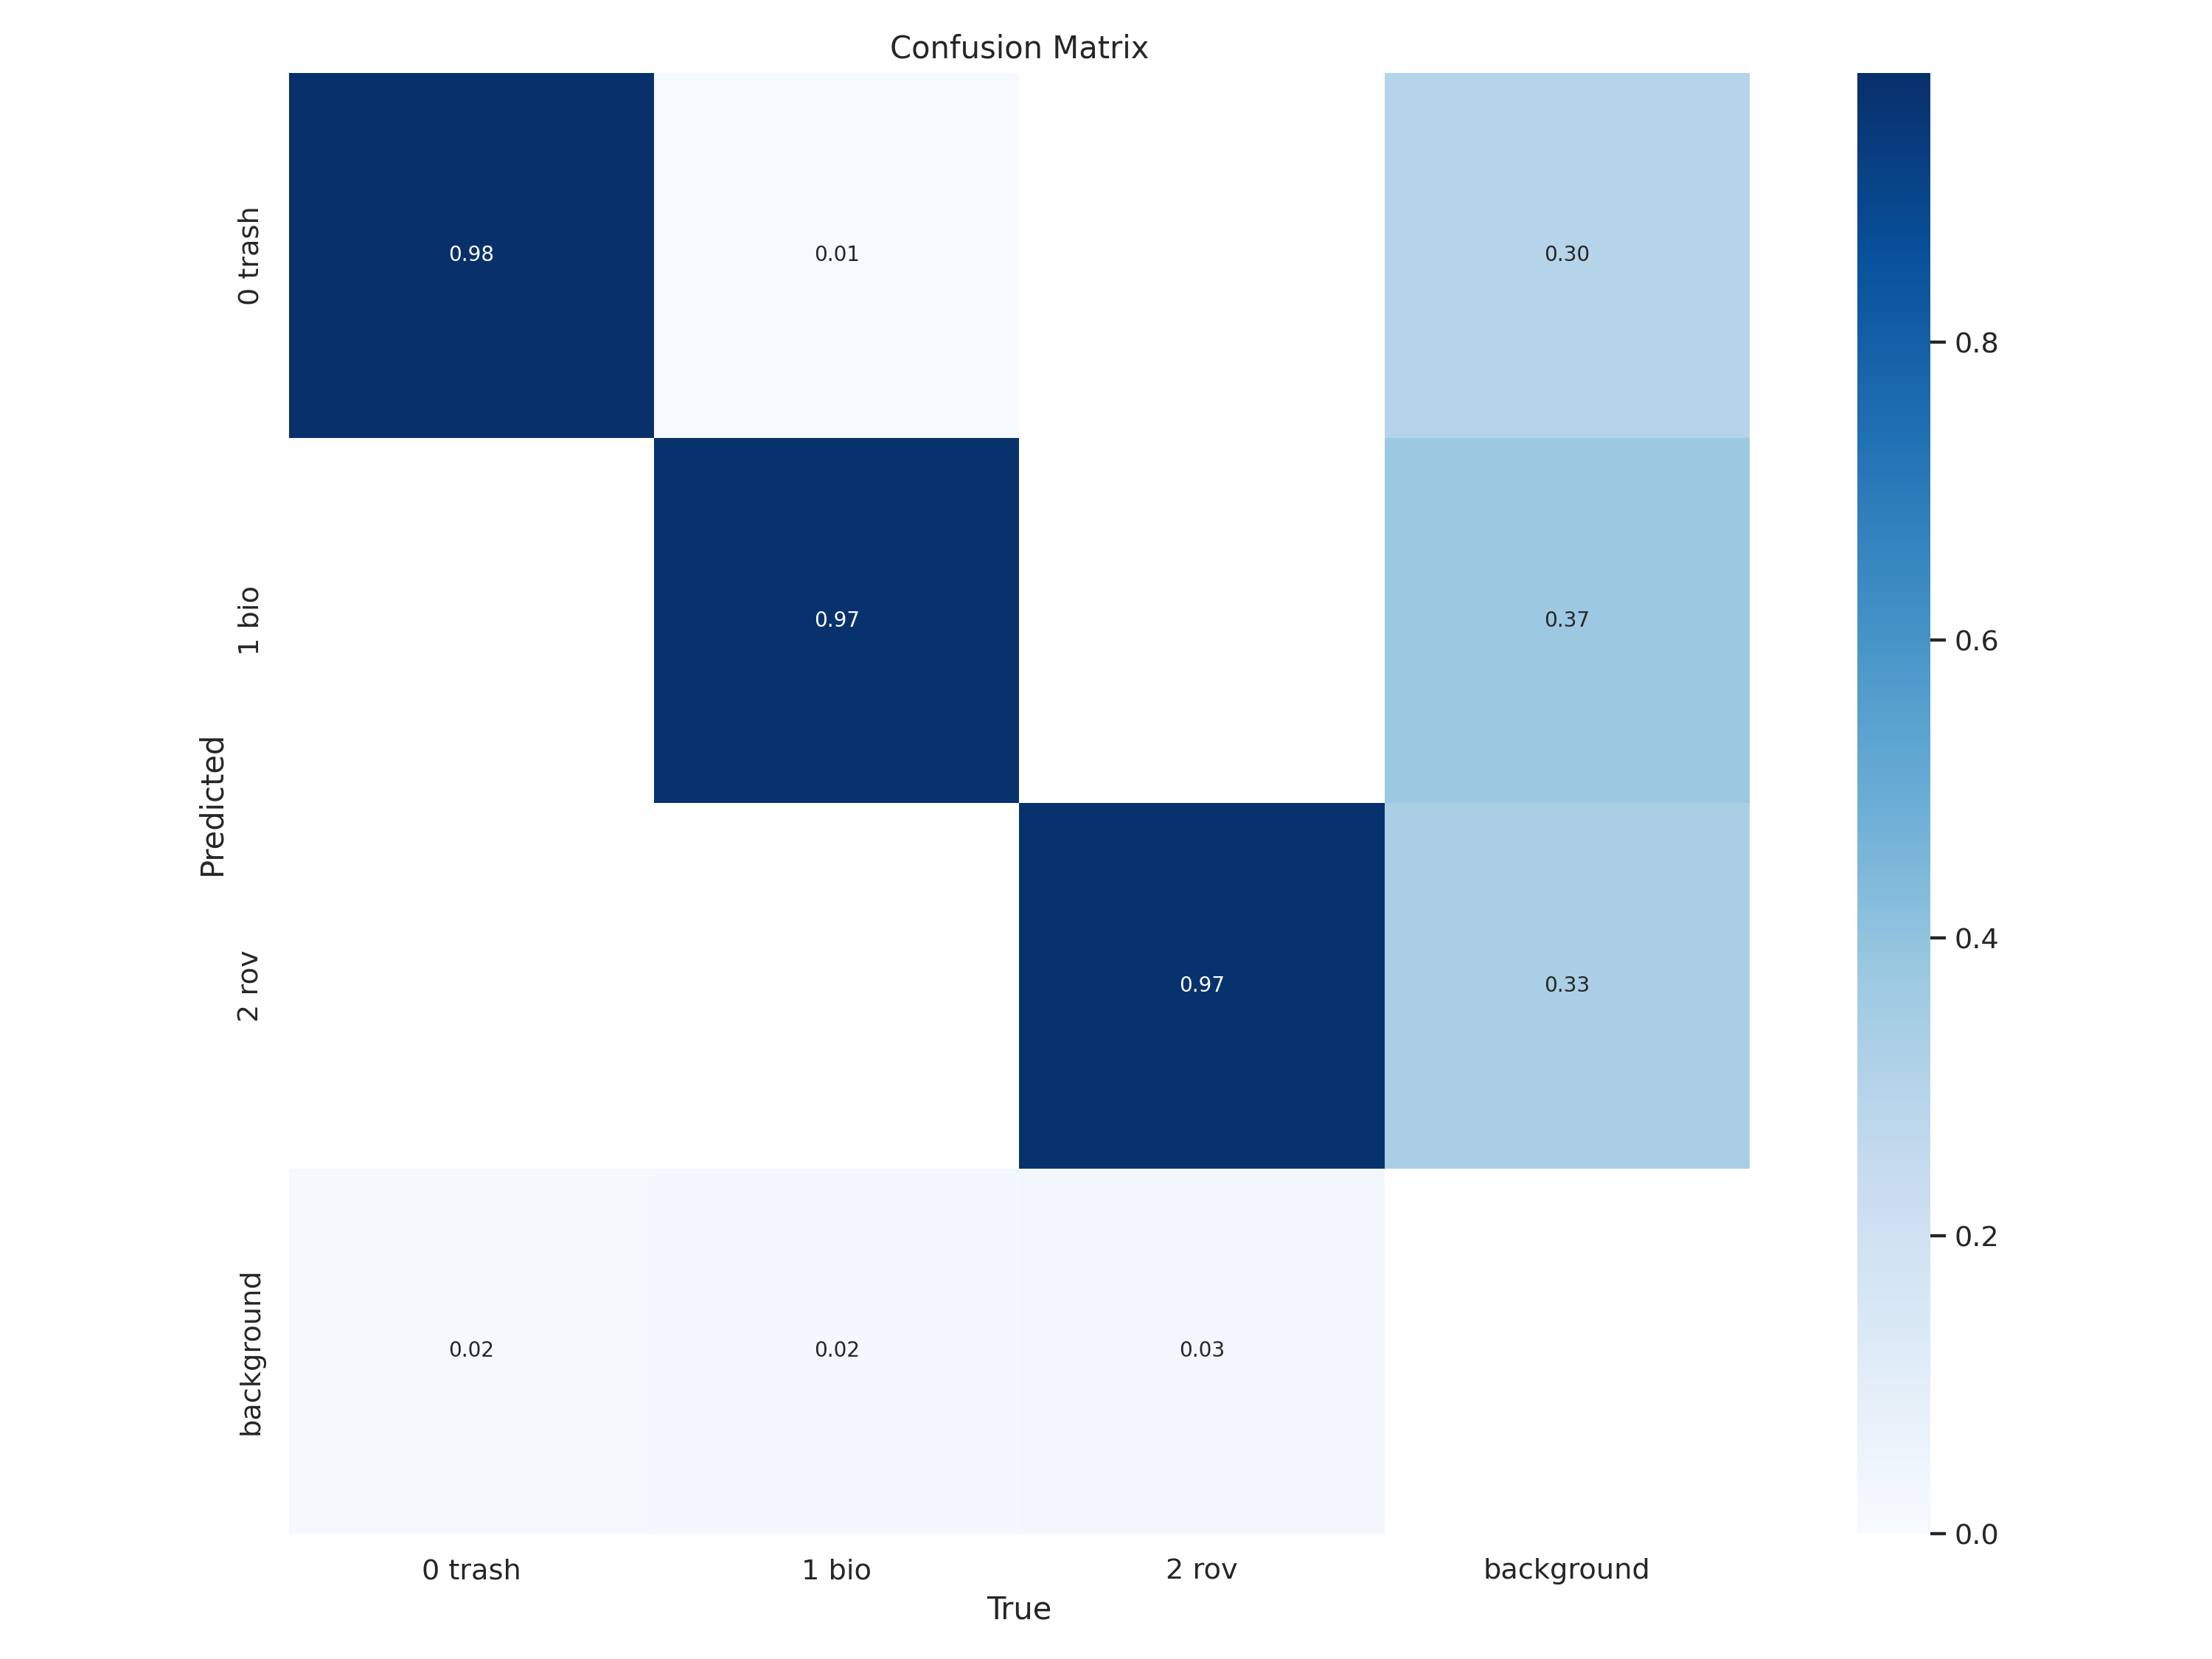 Confusion Matrix
0 trash
0.98
0.01
0.30
0.8
1 bio
0.97
0.37
0.6
Predicted
0.4
2 rov
0.97
0.33
0.2
background
0.02
0.02
0.03
0.0
0 trash
1 bio
2 rov
background
True